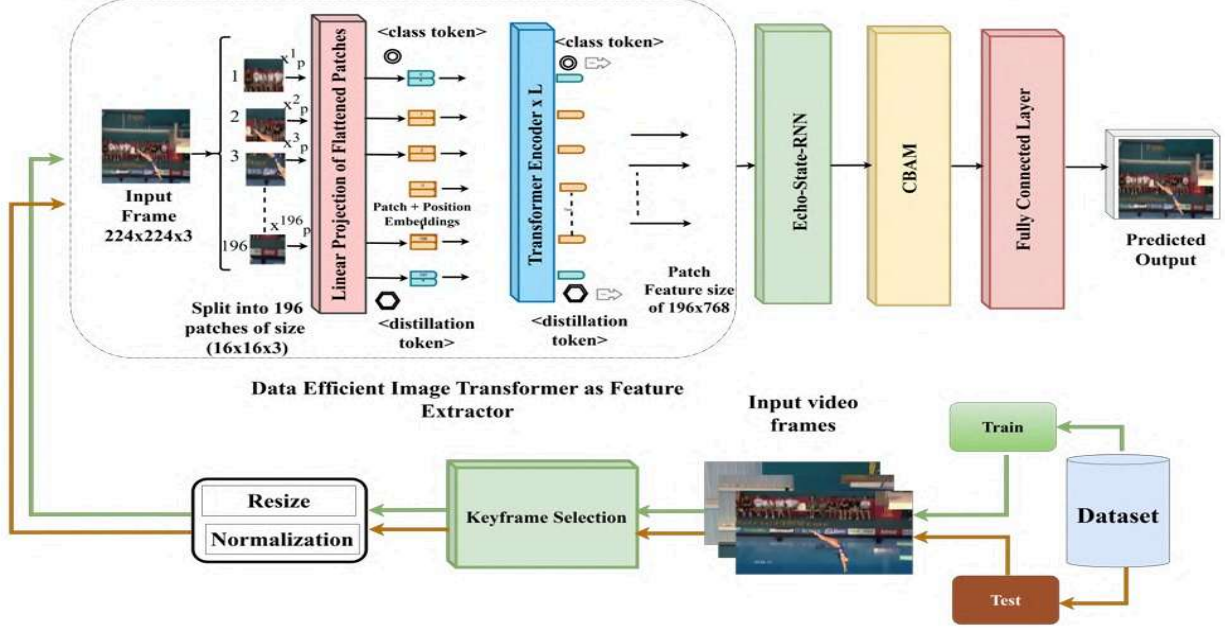 <class token>
<class token>
1
x1p
2
x2p
3
x3p
196
x196p
Input
Frame
224x224x3
Linear Projection of Flattened Patches
Patch + Position
Embeddings
Transformer Encoder x L
Split into 196
patches of size
(16x16x3)
<distillation
token>
<distillation
token>
Patch
Feature size
of 196x768
Echo-State-RNN
CBAM
Fully Connected Layer
Predicted
Output
Data Efficient Image Transformer as Feature
Extractor
Input video
frames
Train
Resize
Normalization
Keyframe Selection
Dataset
Test